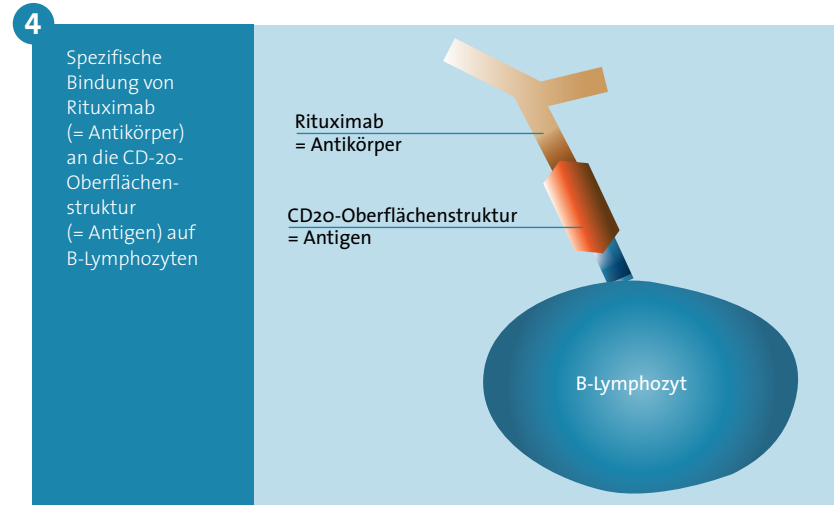 4
Spezifische
Bindung von
Rituximab
(= Antikörper)
an die CD-20-
Oberflächen-
struktur
(= Antigen) auf
B-Lymphozyten
Rituximab
= Antikörper
CD20-Oberflächenstruktur
= Antigen
B-Lymphozyt